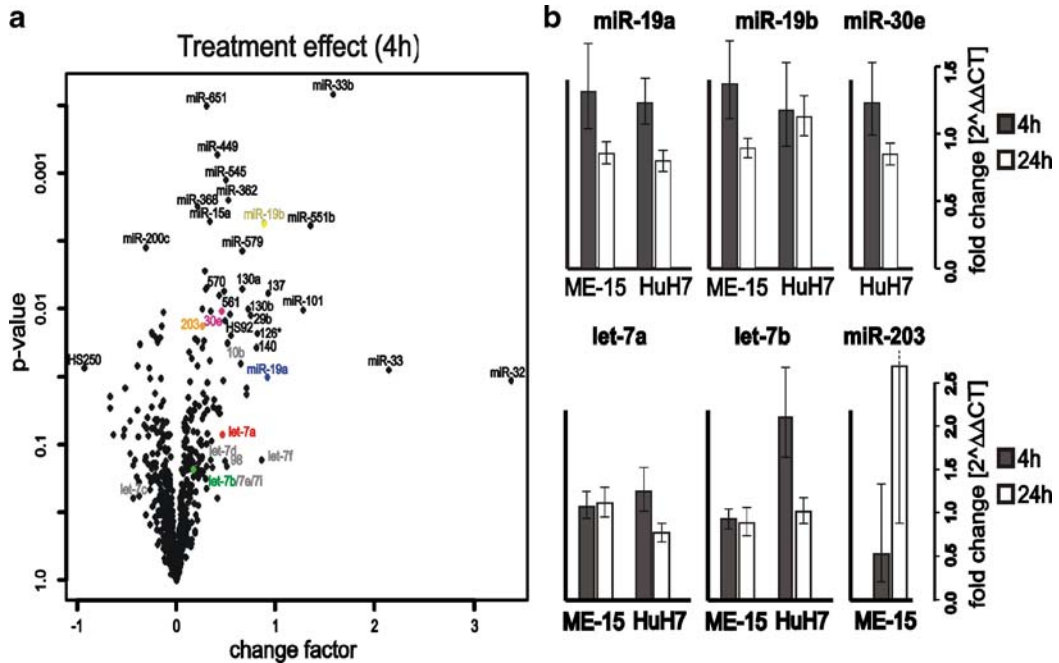 a
Treatment effect (4h)
miR-33b
miR-651
miR-449
miR-545
miR-362
miR-368
miR-15a
miR-19b
miR-551b
miR-200c
miR-579
570
130a
137
miR-101
561
130b
30e
29b
203
HS92
126*
10b
140
HS250
miR-19a
miR-33
miR-32
let-7a
let-7d
98
let-7f
let-7b/7e/7i
let-7c
0.001
0.01
0.1
1.0
p-value
-1 0 1 2 3
change factor
b
miR-19a miR-19b miR-30e
ME-15 HuH7 ME-15 HuH7 HuH7
0.0 0.5 1.0 1.5
fold change [2^ΔΔCT]
4h
24h
let-7a let-7b miR-203
ME-15 HuH7 ME-15 HuH7 ME-15
0.0 0.5 1.0 1.5 2.0 2.5
fold change [2^ΔΔCT]
4h
24h